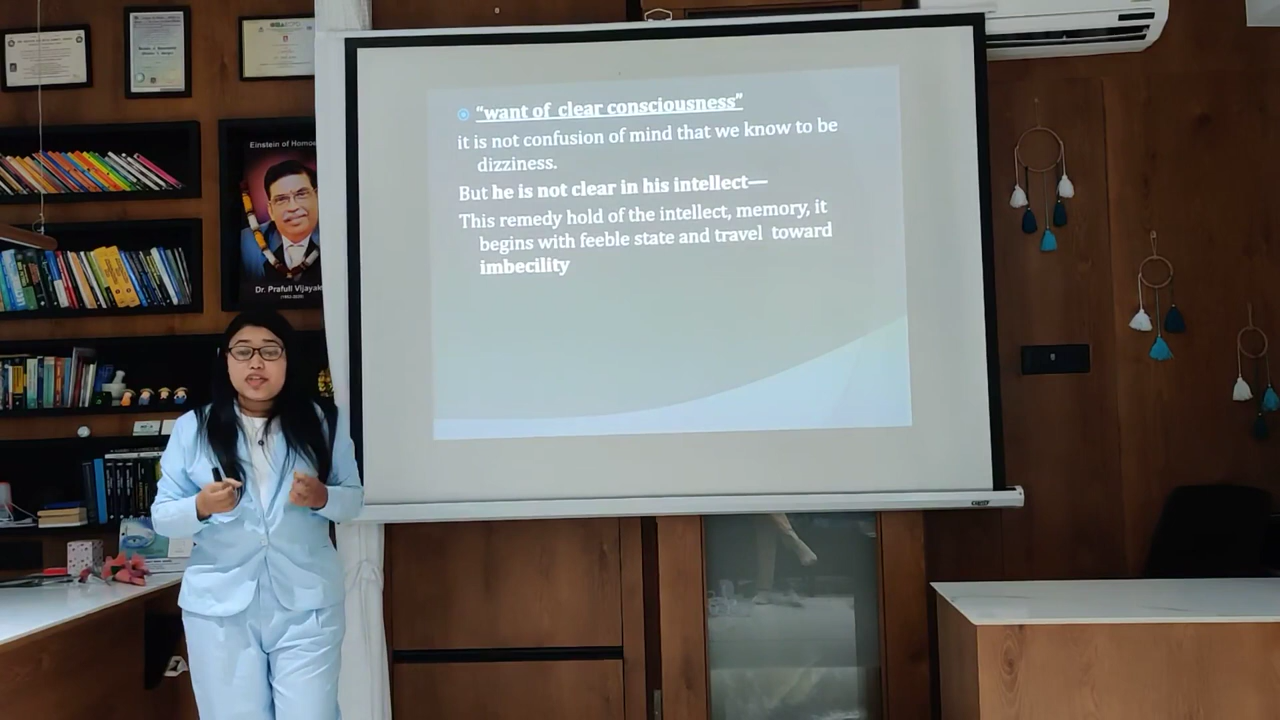 Einstein of Homoe
Dr. Prafull Vijayak
“want of clear consciousness”
it is not confusion of mind that we know to be
dizziness.
But he is not clear in his intellect—
This remedy hold of the intellect, memory, it
begins with feeble state and travel toward
imbecility